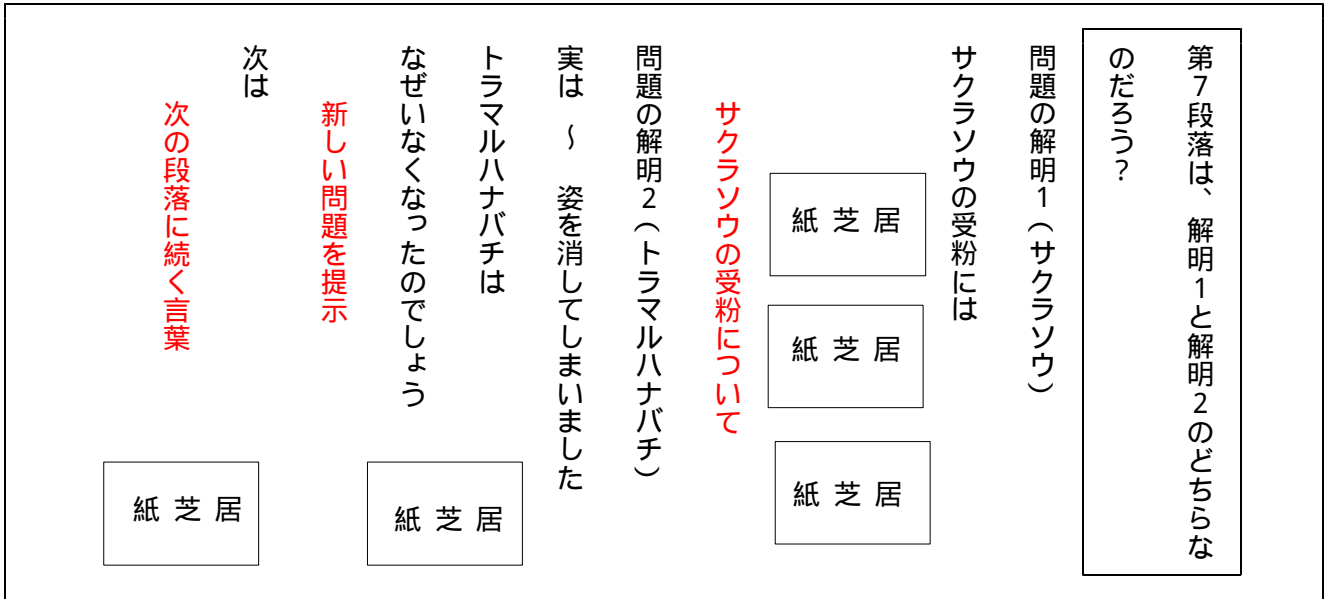 第7段落は、解明1と解明2のどちらな
のだろう?
問題の解明1(サクラソウ)
サクラソウの受粉には
紙芝居
紙芝居
紙芝居
サクラソウの受粉について
問題の解明2(トラマルハナバチ)
実は ~ 姿を消してしまいました
トラマルハナバチは
なぜいなくなったのでしょう
紙芝居
新しい問題を提示
次は
次の段落に続く言葉
紙芝居